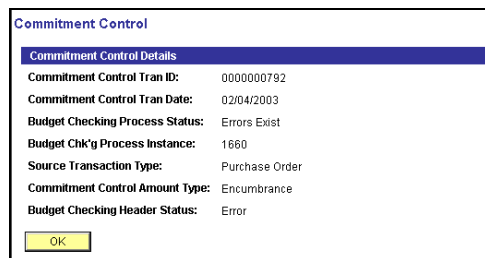 Commitment Control
Commitment Control Details
Commitment Control Tran ID: 0000000792
Commitment Control Tran Date: 02/04/2003
Budget Checking Process Status: Errors Exist
Budget Chk'g Process Instance: 1660
Source Transaction Type: Purchase Order
Commitment Control Amount Type: Encumbrance
Budget Checking Header Status: Error
OK